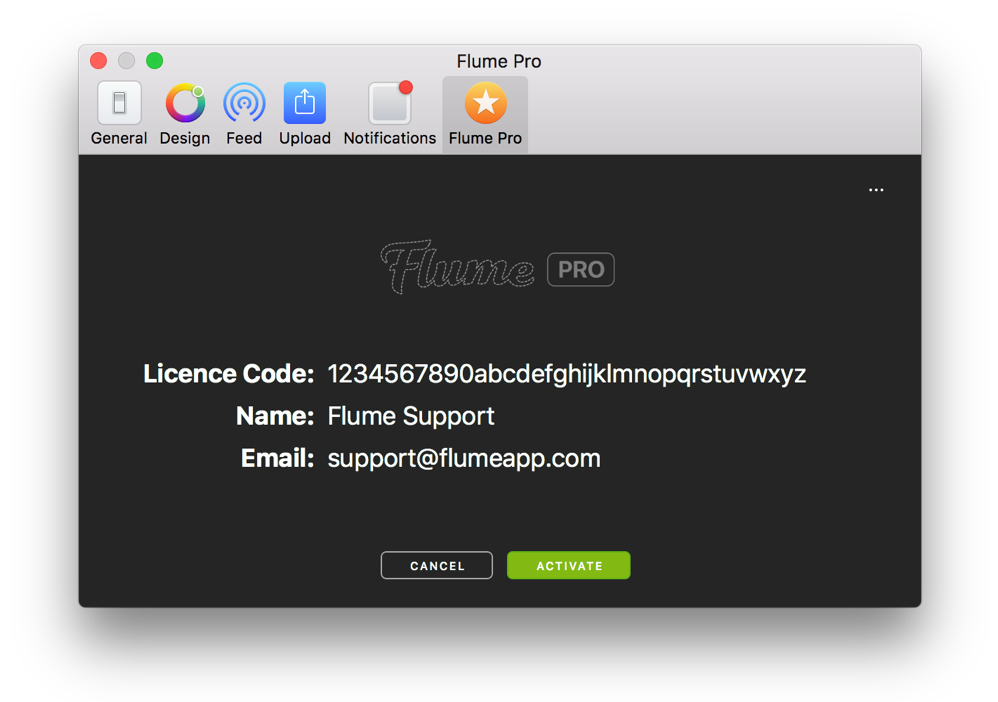 Flume Pro
General Design Feed Upload Notifications Flume Pro
...
Flume PRO
Licence Code: 1234567890abcdefghijklmnopqrstuvwxyz
Name: Flume Support
Email: support@flumeapp.com
CANCEL ACTIVATE